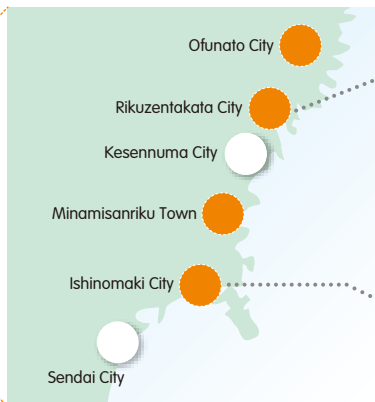 Ofunato City
Rikuzentakata City
Kesennuma City
Minamisanriku Town
Ishinomaki City
Sendai City